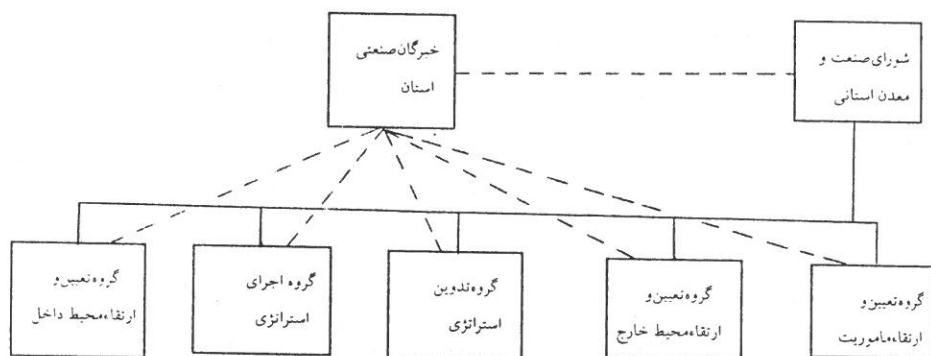 شورای صنعت و
معدن استانی
خبرگان صنعتی
استان
گروه تعیین و
ارتقاء ماموریت
گروه تعیین و
ارتقاء محیط خارج
گروه تدوین
استراتژی
گروه اجرای
استراتژی
گروه تعیین و
ارتقاء محیط داخل